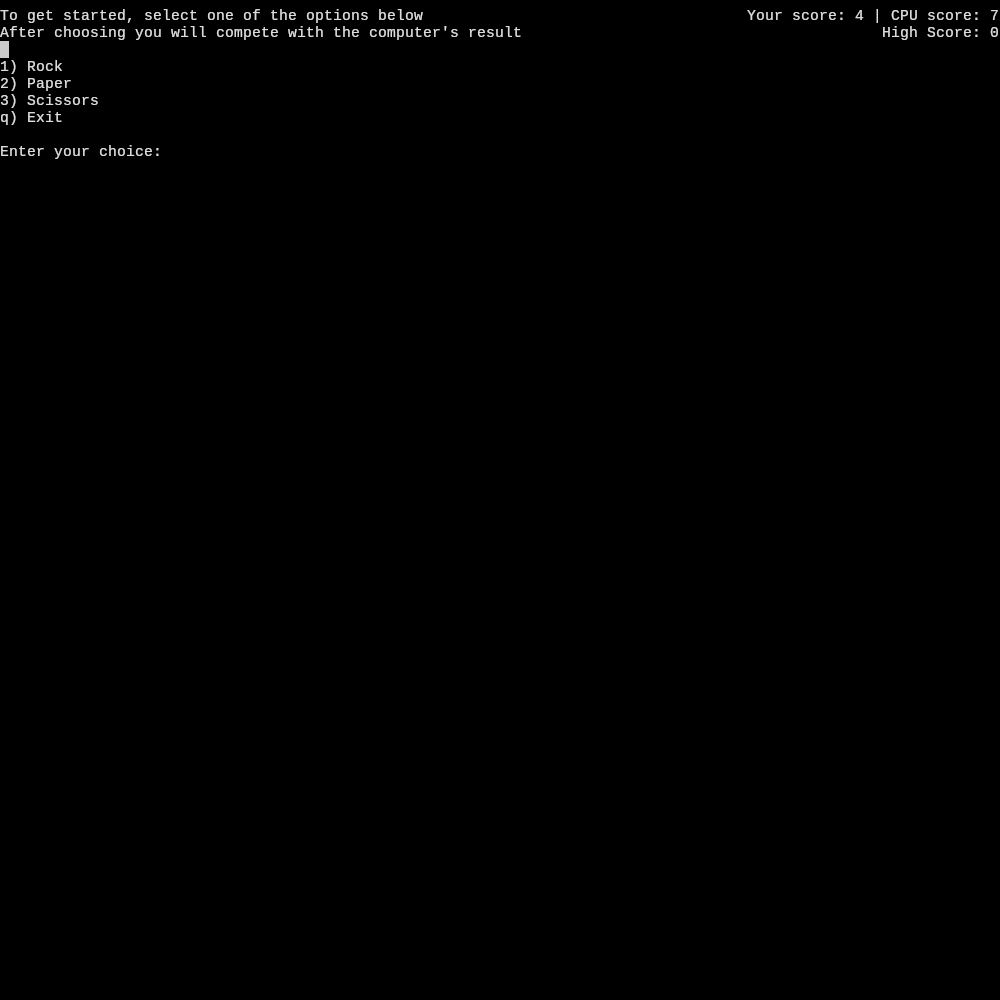 To get started, select one of the options below Your score: 4 | CPU score: 7
After choosing you will compete with the computer's result High Score: 0
1) Rock
2) Paper
3) Scissors
q) Exit
Enter your choice: